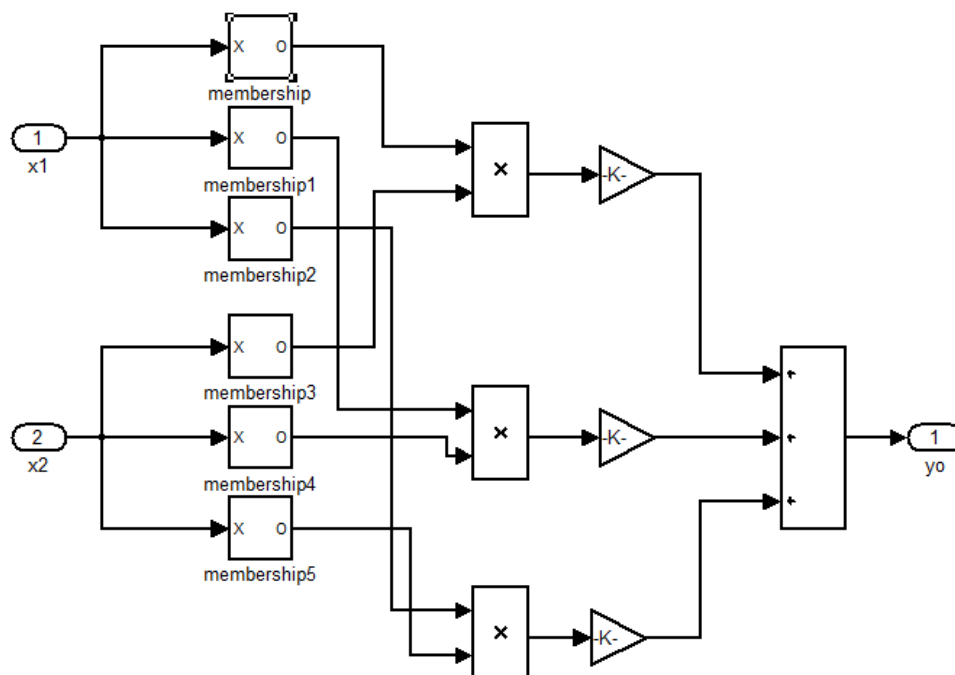 X O
membership
1
x1
X O
membership1
X O
membership2
×
-K-
X O
membership3
2
x2
X O
membership4
X O
membership5
×
-K-
+
+
+
1
yo
×
-K-